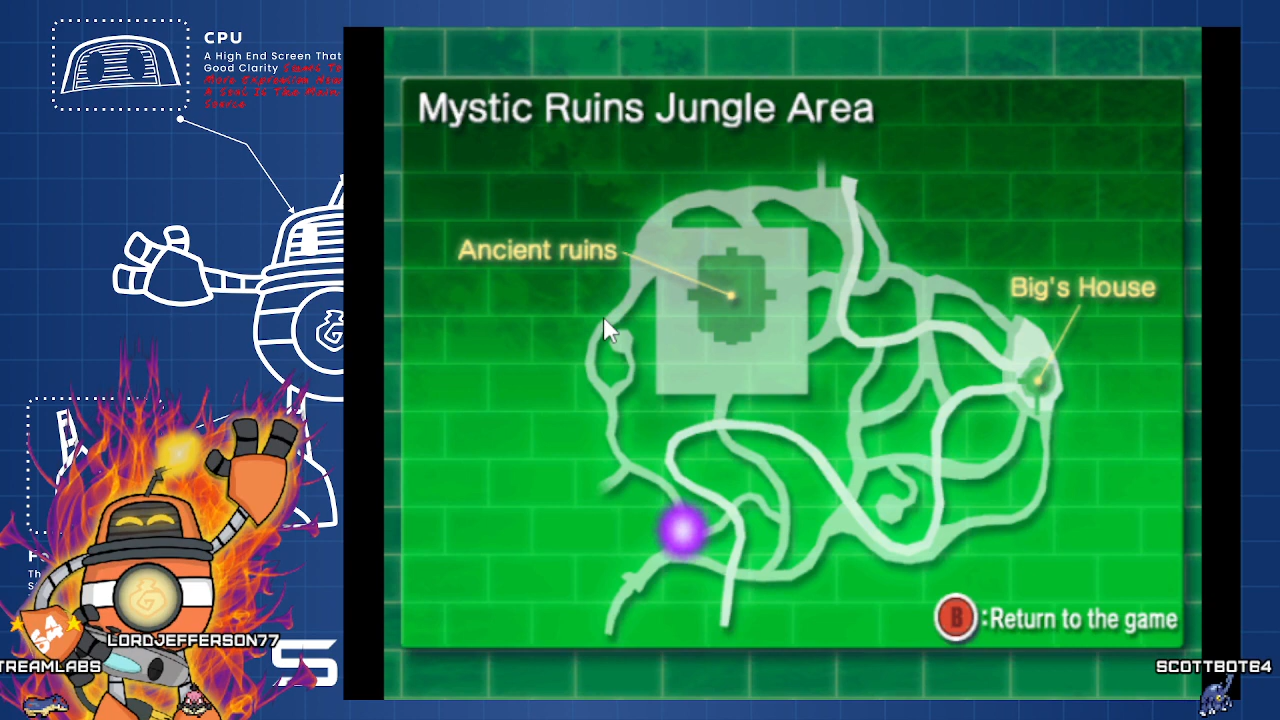 CPU
A High End Screen That
Good Clarity
Mystic Ruins Jungle Area
Ancient ruins
Big's House
B :Return to the game
LORDJEFFERSON77
TREAMLABS
64
SCOTTBOT64